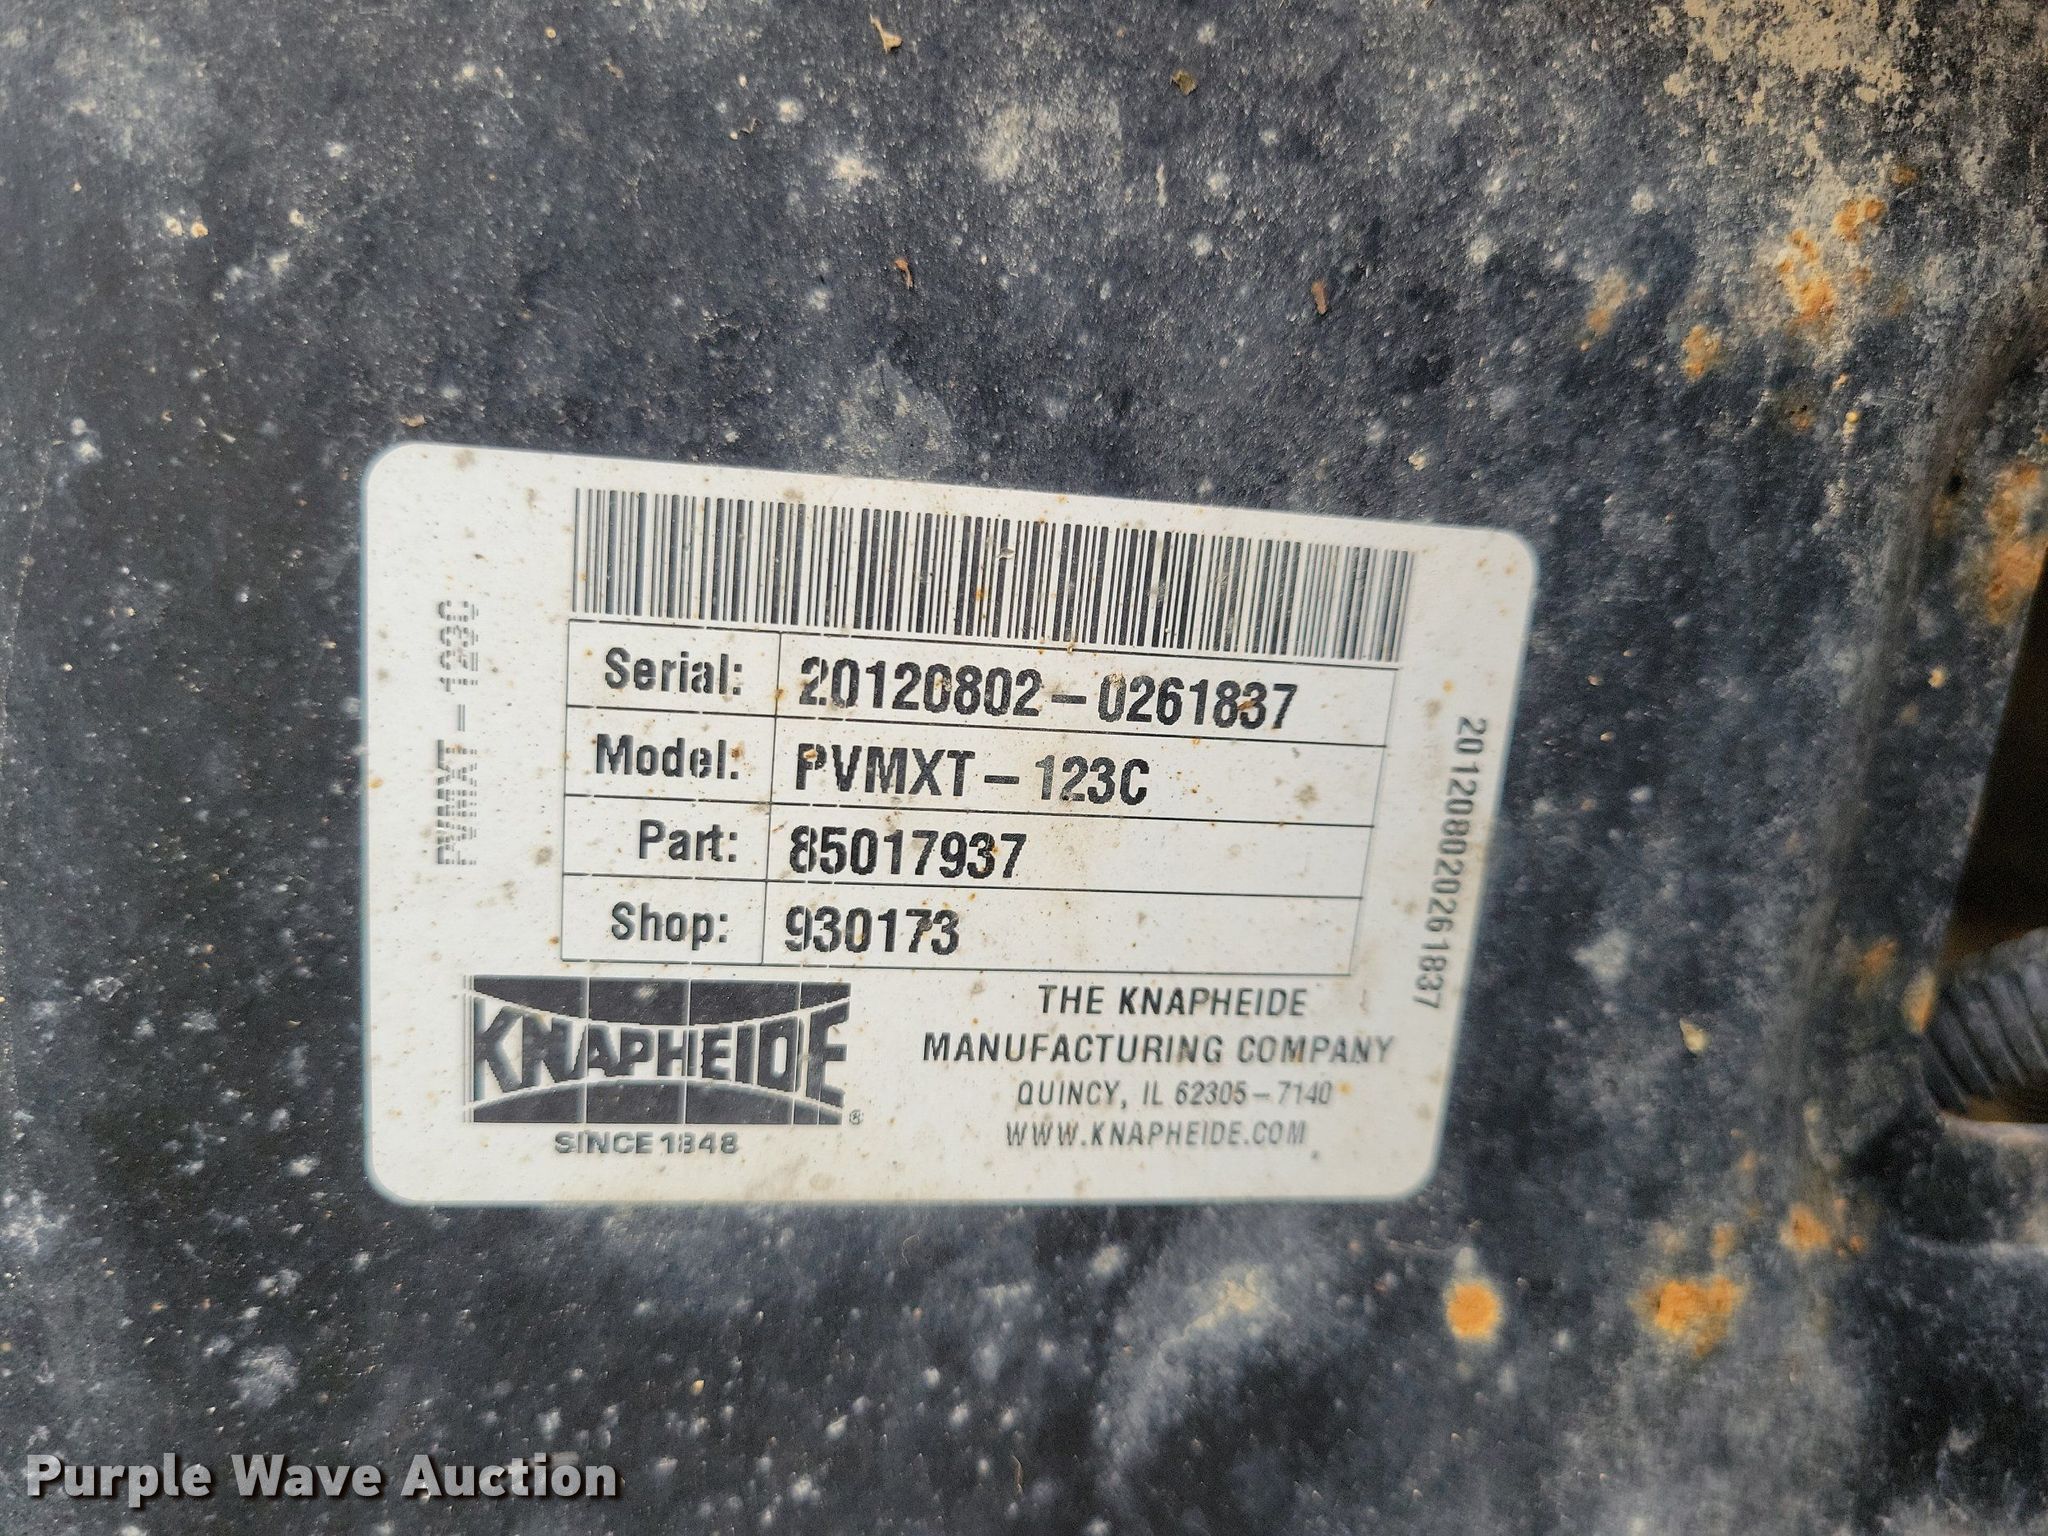 Serial: 20120802-0261837
Model: PVMXT-123C
Part: 85017937
Shop: 930173
PVMXT-123C
201208020261837
KNAPHEIDE®
SINCE 1848
THE KNAPHEIDE
MANUFACTURING COMPANY
QUINCY, IL 62305-7140
WWW.KNAPHEIDE.COM
Purple Wave Auction